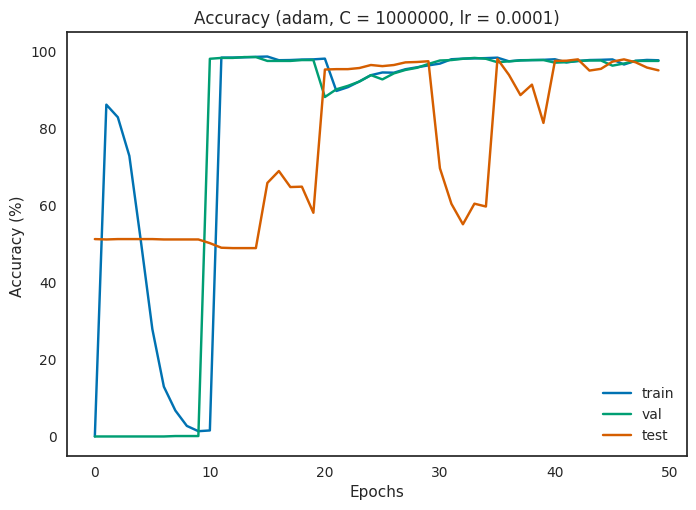 Accuracy (adam, C = 1000000, lr = 0.0001)
100
80
60
40
20
0
Accuracy (%)
train
val
test
0 10 20 30 40 50
Epochs